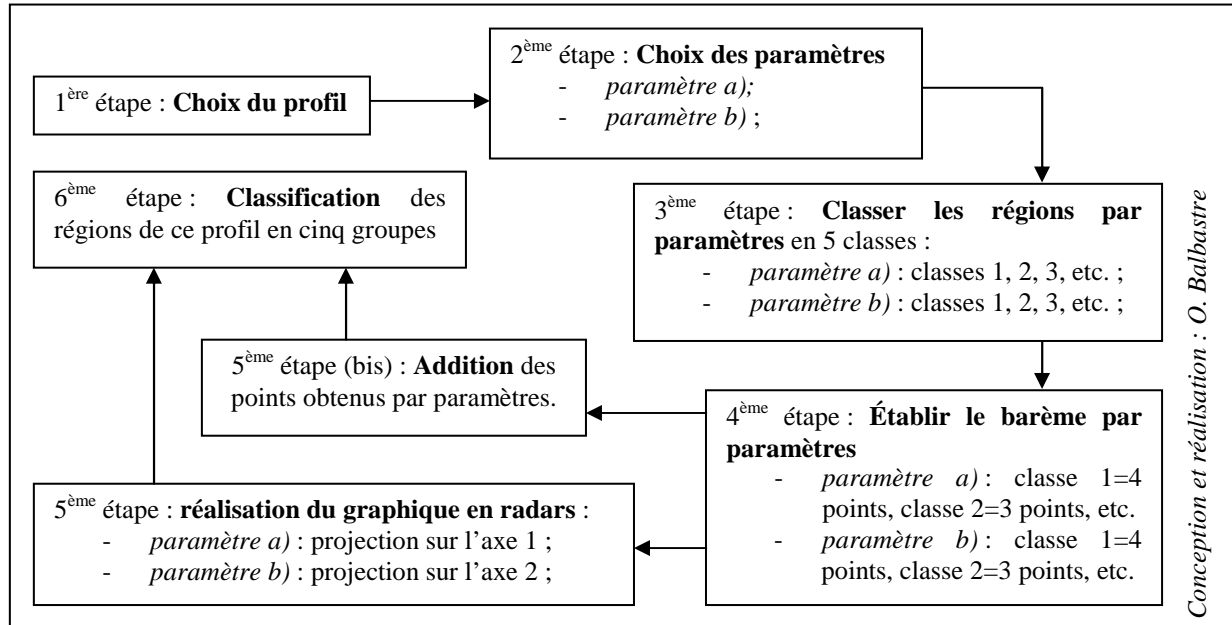 1ère étape : Choix du profil
2ème étape : Choix des paramètres
- paramètre a);
- paramètre b) ;
3ème étape : Classer les régions par
paramètres en 5 classes :
- paramètre a) : classes 1, 2, 3, etc. ;
- paramètre b) : classes 1, 2, 3, etc. ;
4ème étape : Établir le barème par
paramètres
- paramètre a) : classe 1=4
points, classe 2=3 points, etc.
- paramètre b) : classe 1=4
points, classe 2=3 points, etc.
5ème étape (bis) : Addition des
points obtenus par paramètres.
5ème étape : réalisation du graphique en radars :
- paramètre a) : projection sur l’axe 1 ;
- paramètre b) : projection sur l’axe 2 ;
6ème étape : Classification des
régions de ce profil en cinq groupes
Conception et réalisation : O. Balbastre